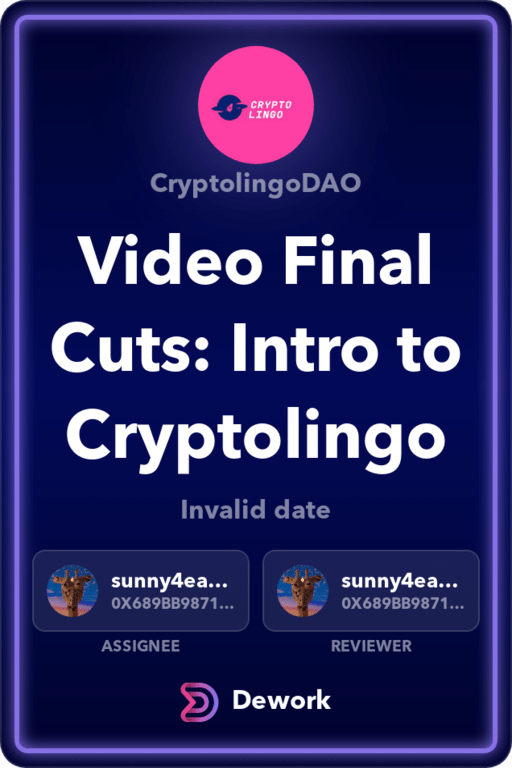 CRYPTO
LINGO
CryptolingoDAO
Video Final
Cuts: Intro to
Cryptolingo
Invalid date
sunny4ea...
0X689BB9871...
ASSIGNEE
sunny4ea...
0X689BB9871...
REVIEWER
Dework